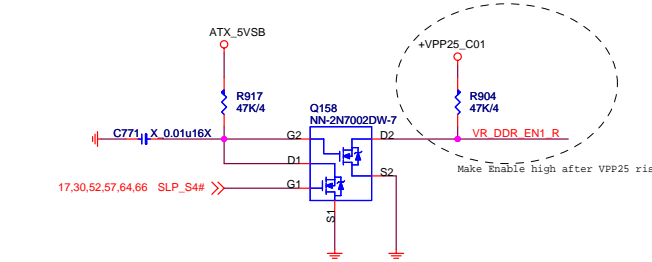 ATX_5VSB
+VPP25_C01
R917
47K/4
R904
47K/4
Q158
NN-2N7002DW-7
C771
X_0.01u16X
G2
D2
VR_DDR_EN1_R
D1
S2
Make Enable high after VPP25 ris
17,30,52,57,64,66 SLP_S4#
G1
S1